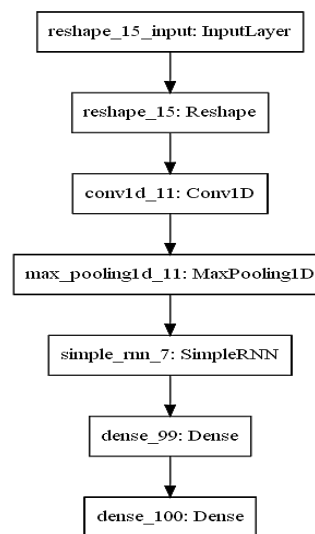 reshape_15_input: InputLayer
reshape_15: Reshape
conv1d_11: Conv1D
max_pooling1d_11: MaxPooling1D
simple_rnn_7: SimpleRNN
dense_99: Dense
dense_100: Dense